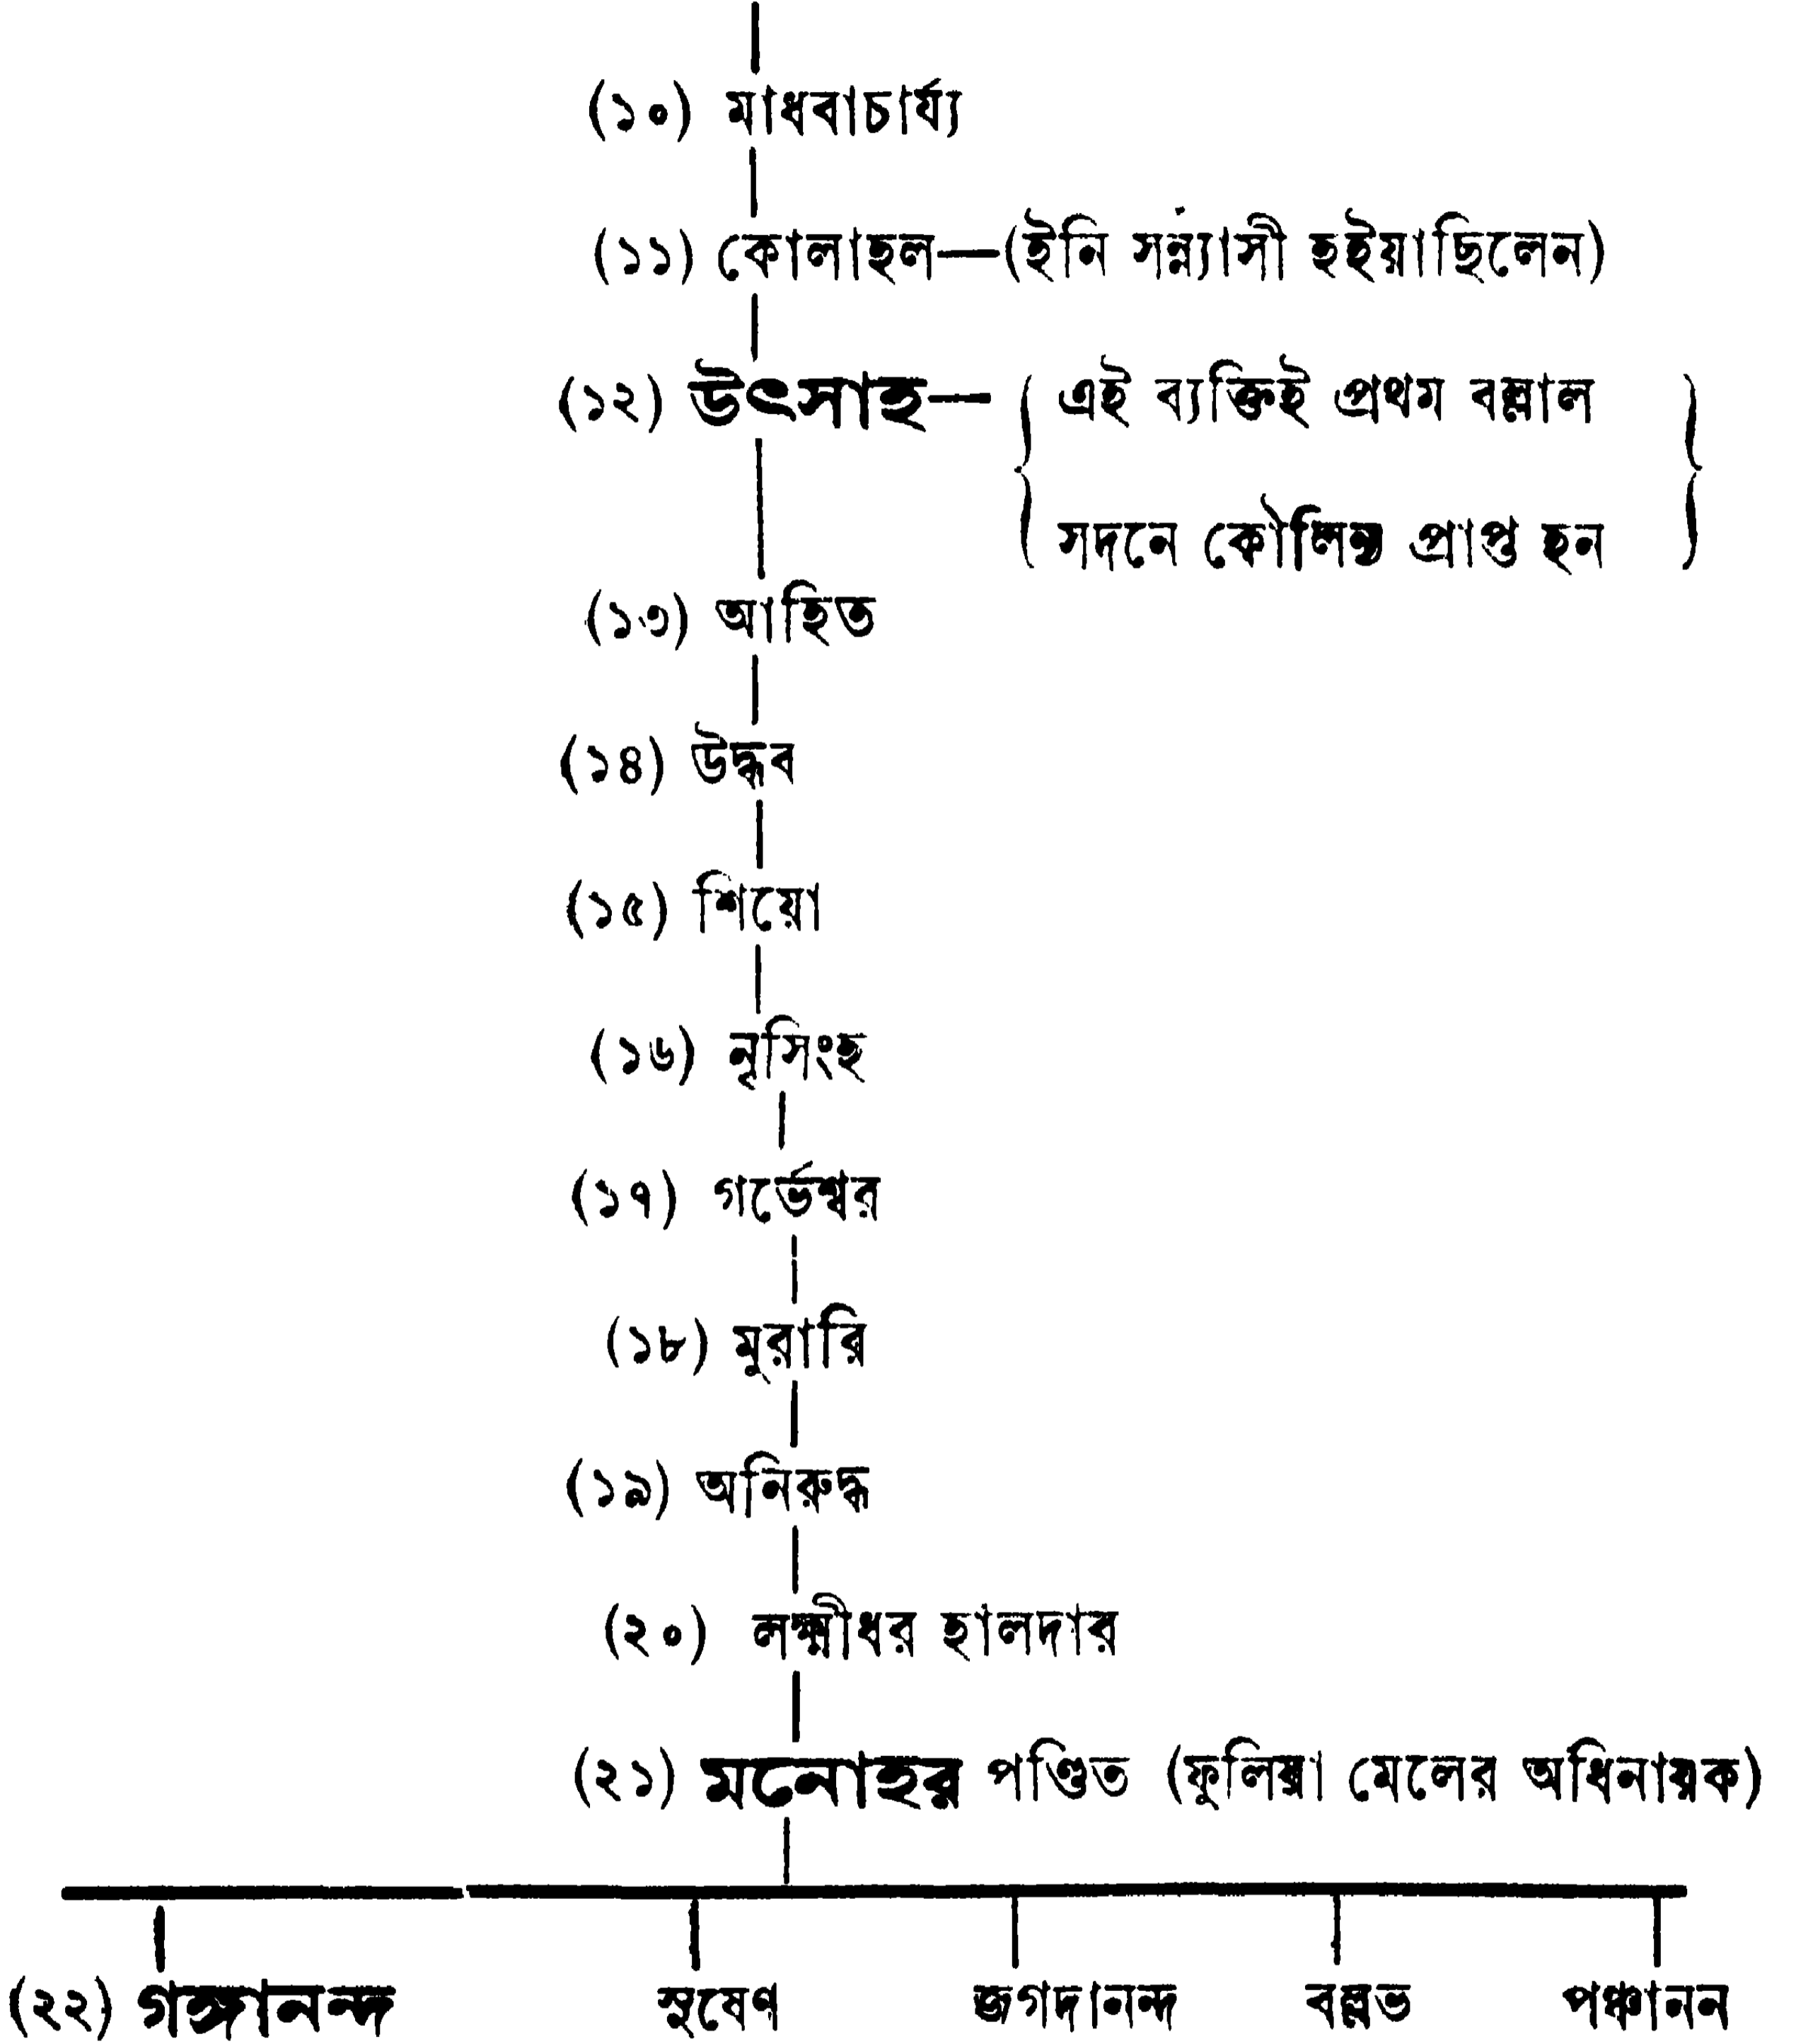 (১০) মাধবাচার্য্য
(১১) কোলাহল—(ইনি সন্ন্যাসী হইয়াছিলেন)
(১২) উৎসাহ— { এই ব্যক্তিই প্রথম বল্লাল }
{ সদনে কৌলিন্য প্রাপ্ত হন }
(১৩) আহিত
(১৪) উদ্ধব
(১৫) শিয়ো
(১৬) নৃসিংহ
(১৭) গর্ভেশ্বর
(১৮) মুরারি
(১৯) অনিরুদ্ধ
(২০) লক্ষ্মীধর হালদার
(২১) মনোহর পণ্ডিত (ফুলিয়া মেলের অধিনায়ক)
(২২) গঙ্গানন্দ সুষেণ জগদানন্দ বল্লভ পঞ্চানন